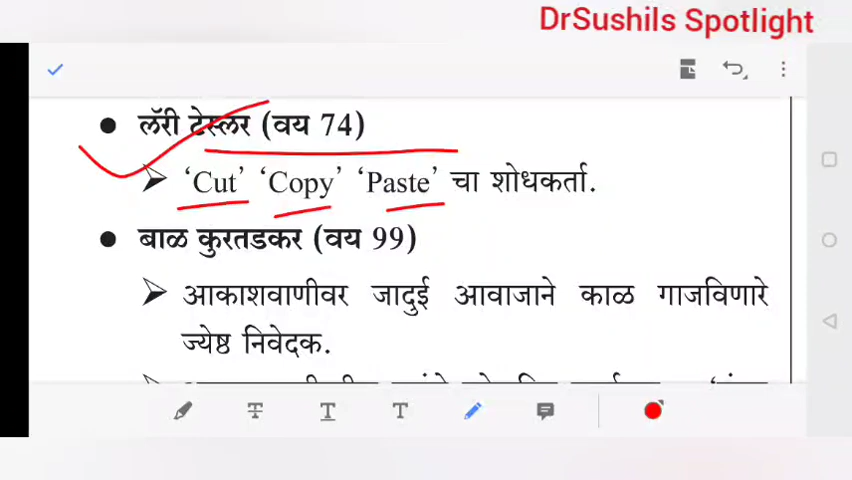 DrSushils Spotlight
● लॅरी टेस्लर (वय 74)
➤ ‘Cut’ ‘Copy’ ‘Paste’ चा शोधकर्ता.
● बाळ कुरतडकर (वय 99)
➤ आकाशवाणीवर जादुई आवाजाने काळ गाजविणारे
ज्येष्ठ निवेदक.
T T T